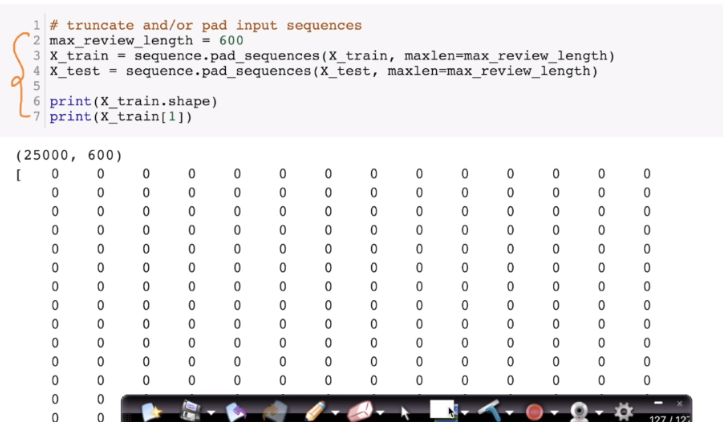 1 # truncate and/or pad input sequences
2 max_review_length = 600
3 X_train = sequence.pad_sequences(X_train, maxlen=max_review_length)
4 X_test = sequence.pad_sequences(X_test, maxlen=max_review_length)
5
6 print(X_train.shape)
7 print(X_train[1])
(25000, 600)
[ 0 0 0 0 0 0 0 0 0 0 0 0 0 0
0 0 0 0 0 0 0 0 0 0 0 0 0 0
0 0 0 0 0 0 0 0 0 0 0 0 0 0
0 0 0 0 0 0 0 0 0 0 0 0 0 0
0 0 0 0 0 0 0 0 0 0 0 0 0 0
0 0 0 0 0 0 0 0 0 0 0 0 0 0
0 0 0 0 0 0 0 0 0 0 0 0 0 0
0 0 0 0 0 0 0 0 0 0 0 0 0 0
0 0 0 0 0 0 0 0 0 0 0 0 0 0
0 0 0 0 0 0 0 0 0 0 0 0 0 0
0 0 0 0 0 0 0 0 0 0 0 0 0 0
0 0 0 0 0 0 0 0 0 0 0 0 0 0
0 0
0 0